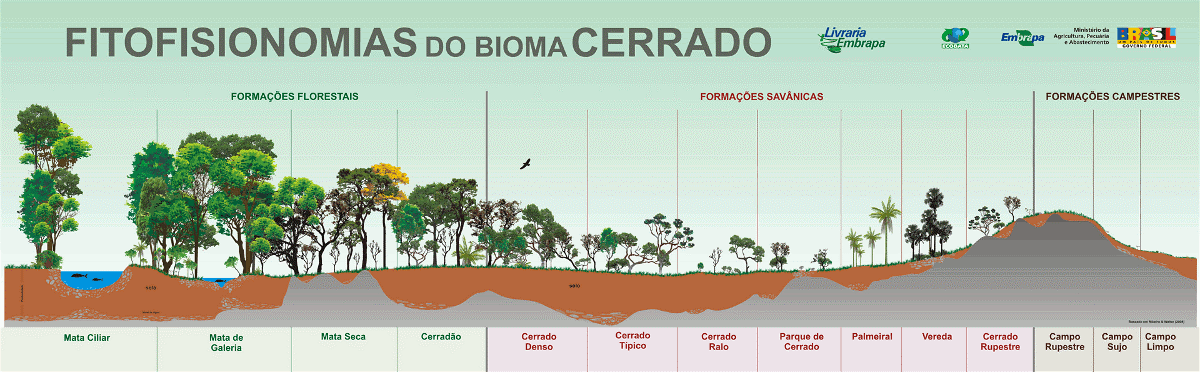 FITOFISIONOMIAS DO BIOMA CERRADO
Livraria
Embrapa
ECODATA
Embrapa
Ministério da
Agricultura, Pecuária
e Abastecimento
BRASIL
GOVERNO FEDERAL
FORMAÇÕES FLORESTAIS
FORMAÇÕES SAVÂNICAS
FORMAÇÕES CAMPESTRES
solo
solo
Mata Ciliar
Mata de
Galeria
Mata Seca
Cerradão
Cerrado
Denso
Cerrado
Típico
Cerrado
Ralo
Parque de
Cerrado
Palmeiral
Vereda
Cerrado
Rupestre
Campo
Rupestre
Campo
Sujo
Campo
Limpo